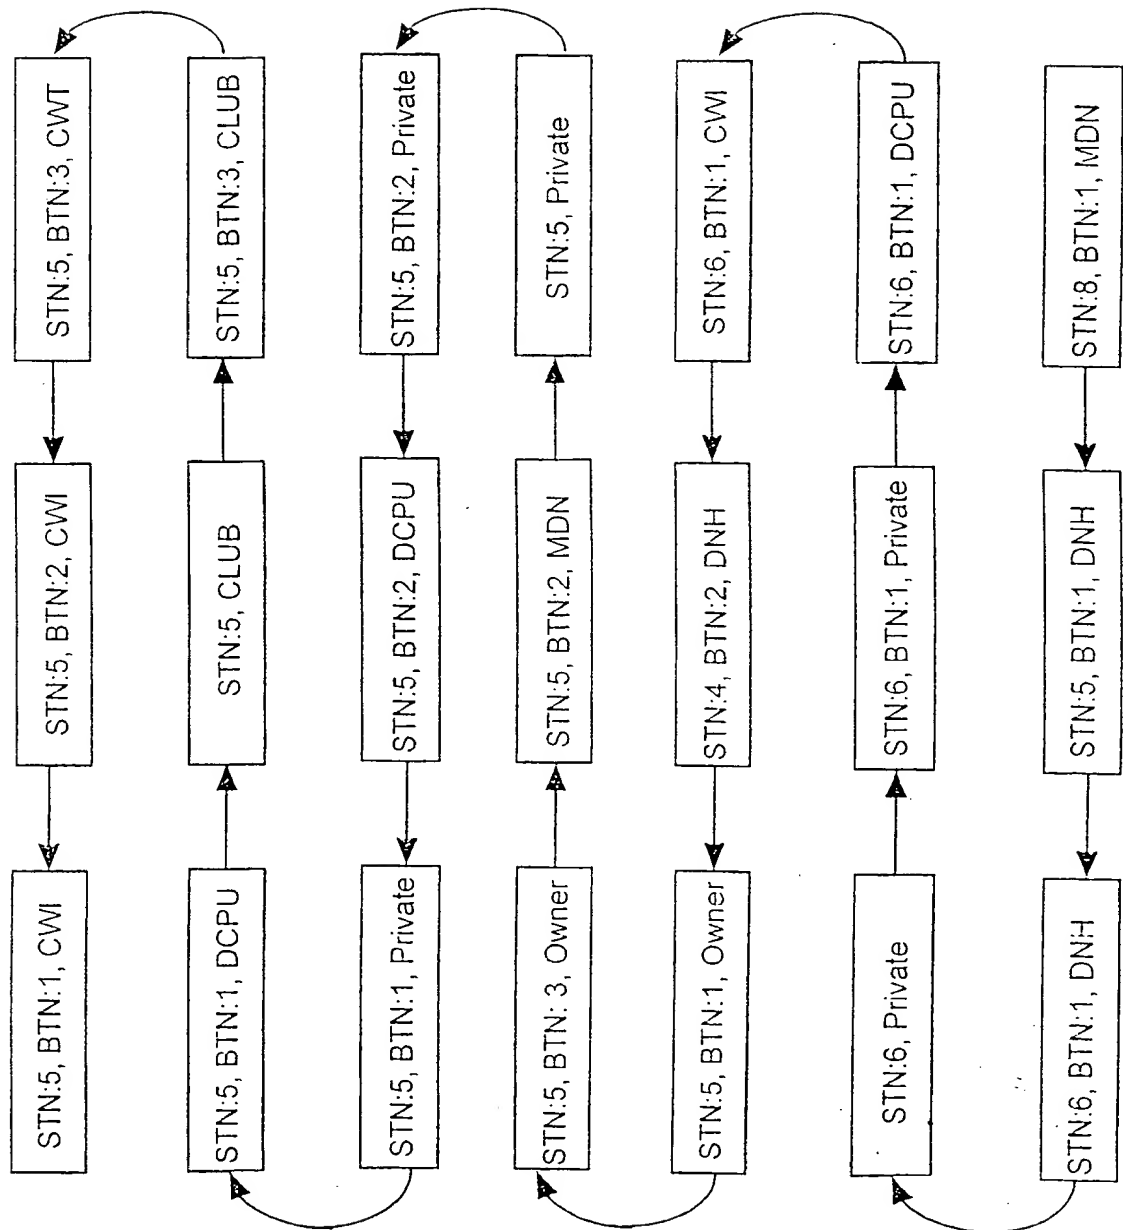 STN:5, BTN:1, CWI
STN:5, BTN:2, CWI
STN:5, BTN:3, CWT
STN:5, BTN:1, DCPU
STN:5, CLUB
STN:5, BTN:3, CLUB
STN:5, BTN:1, Private
STN:5, BTN:2, DCPU
STN:5, BTN:2, Private
STN:5, BTN: 3, Owner
STN:5, BTN:2, MDN
STN:5, Private
STN:5, BTN:1, Owner
STN:4, BTN:2, DNH
STN:6, BTN:1, CWI
STN:6, Private
STN:6, BTN:1, Private
STN:6, BTN:1, DCPU
STN:6, BTN:1, DNH
STN:5, BTN:1, DNH
STN:8, BTN:1, MDN